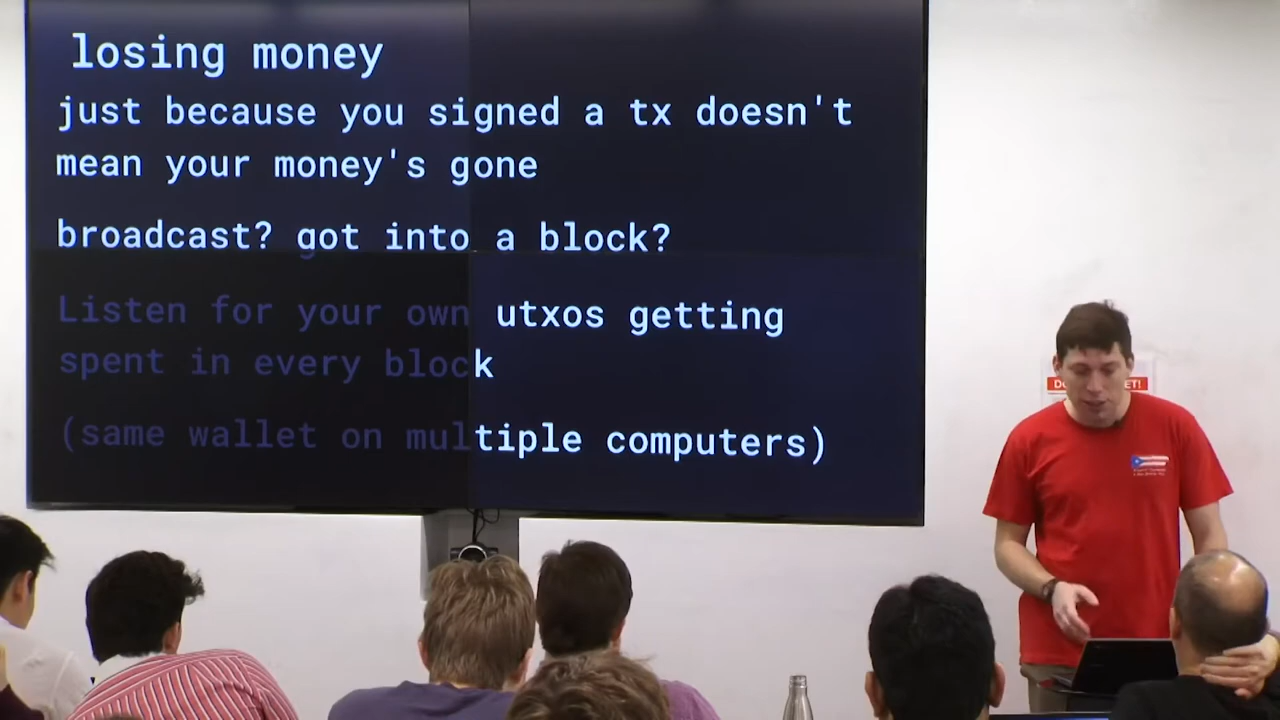 losing money
just because you signed a tx doesn't
mean your money's gone
broadcast? got into a block?
Listen for your own utxos getting
spent in every block
(same wallet on multiple computers)